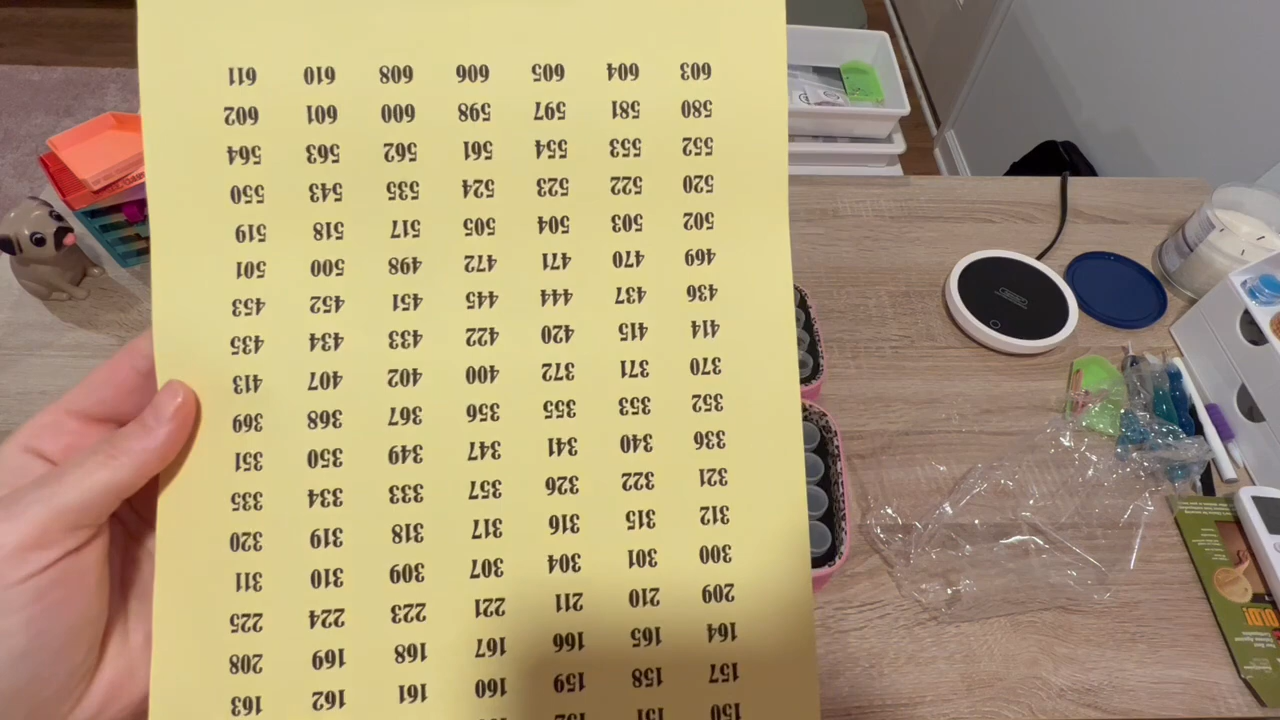 150 151 152
157 158 159 160 161 162 163
164 165 166 167 168 169 208
209 210 211 221 223 224 225
300 301 304 307 309 310 311
312 315 316 317 318 319 320
321 322 326 357 333 334 335
336 340 341 347 349 350 351
352 353 355 356 367 368 369
370 371 372 400 402 407 413
414 415 420 422 433 434 435
436 437 444 445 451 452 453
469 470 471 472 498 500 501
502 503 504 505 517 518 519
520 522 523 524 535 543 550
552 553 554 561 562 563 564
580 581 597 598 600 601 602
603 604 605 606 608 610 611